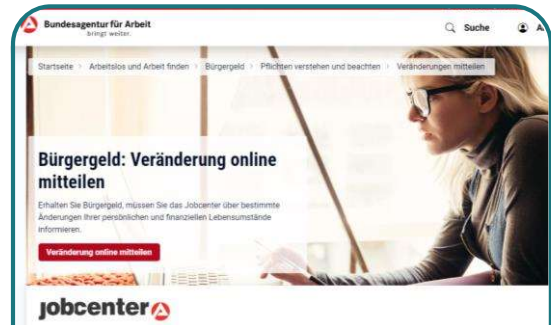 Bundesagentur für Arbeit
bringt weiter.
Suche
Startseite > Arbeitslos und Arbeit finden > Bürgergeld > Pflichten verstehen und beachten > Veränderungen mitteilen
Bürgergeld: Veränderung online
mitteilen
Erhalten Sie Bürgergeld, müssen Sie das Jobcenter über bestimmte
Änderungen Ihrer persönlichen und finanziellen Lebensumstände
informieren.
Veränderung online mitteilen
jobcenter